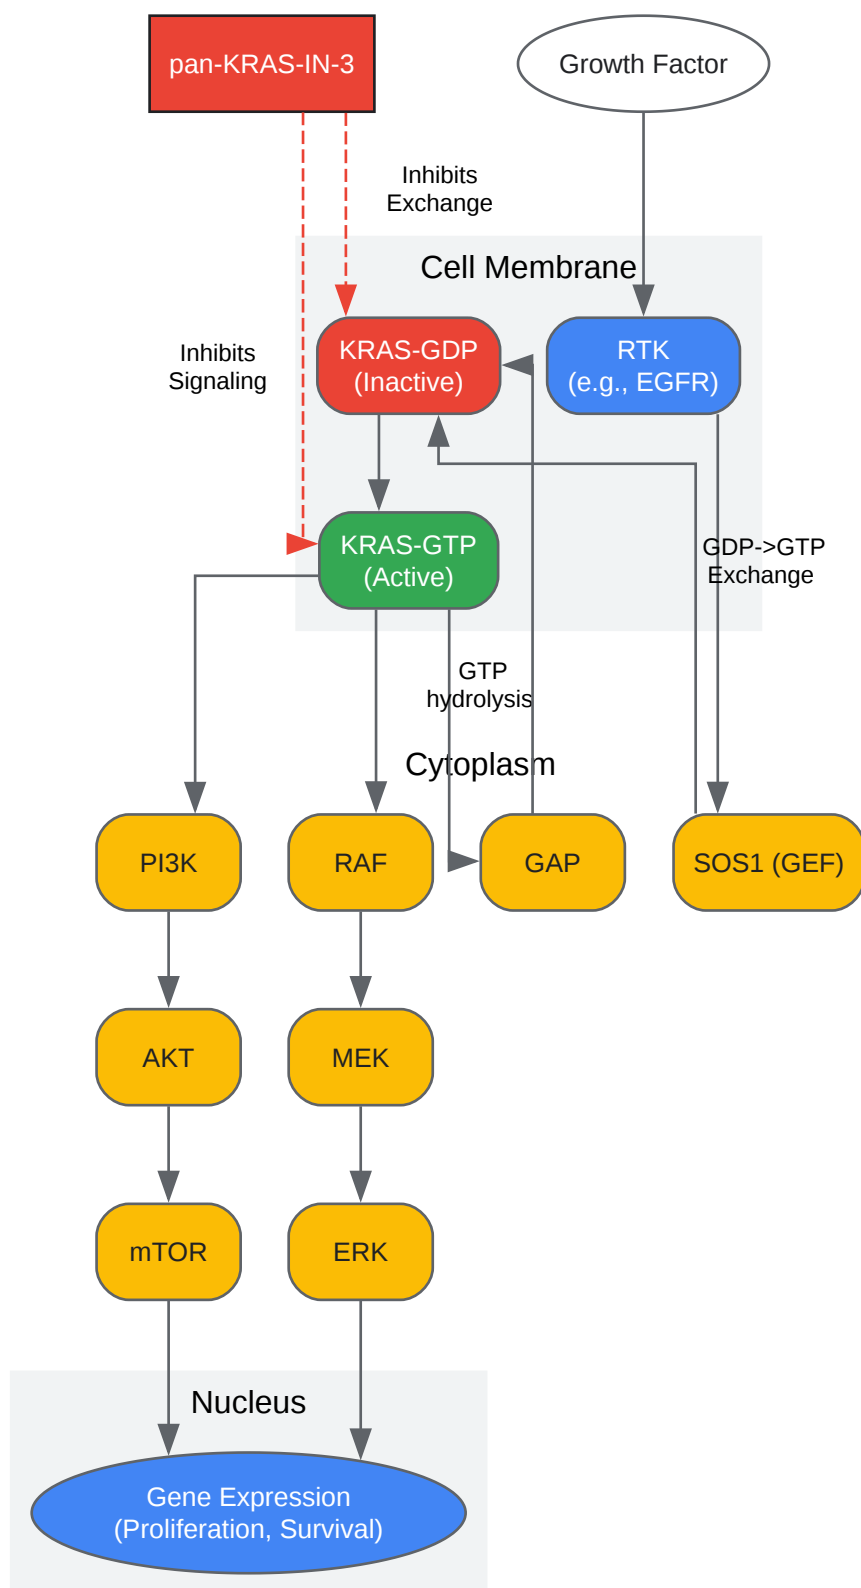 pan-KRAS-IN-3
Growth Factor
Inhibits
Exchange
Cell Membrane
Inhibits
Signaling
KRAS-GDP
(Inactive)
RTK
(e.g., EGFR)
KRAS-GTP
(Active)
GDP->GTP
Exchange
GTP
hydrolysis
Cytoplasm
PI3K
RAF
GAP
SOS1 (GEF)
AKT
MEK
mTOR
ERK
Nucleus
Gene Expression
(Proliferation, Survival)